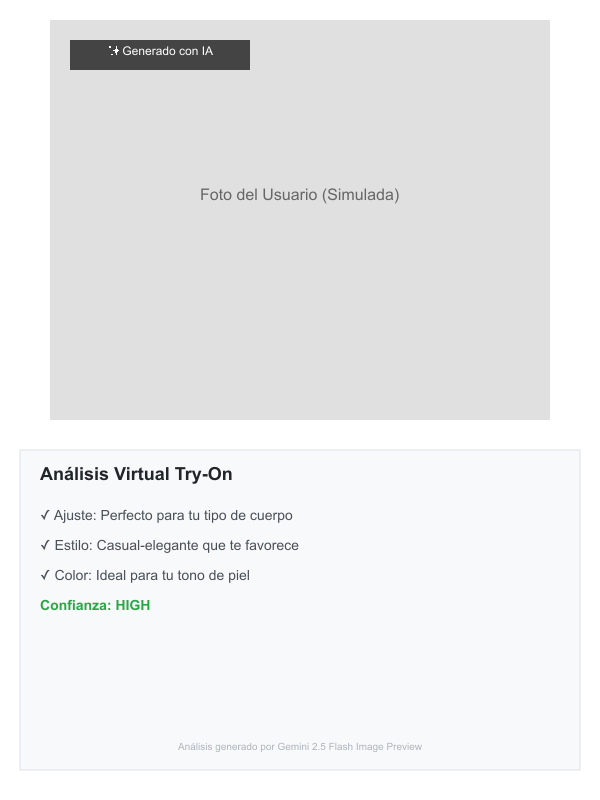 ✨ Generado con IA
Foto del Usuario (Simulada)
Análisis Virtual Try-On
✓ Ajuste: Perfecto para tu tipo de cuerpo
✓ Estilo: Casual-elegante que te favorece
✓ Color: Ideal para tu tono de piel
Confianza: HIGH
Análisis generado por Gemini 2.5 Flash Image Preview